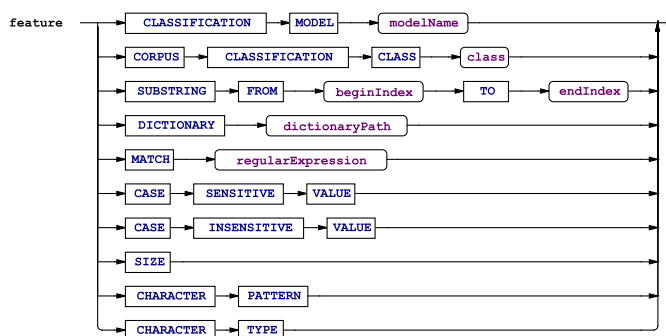 feature CLASSIFICATION MODEL modelName
CORPUS CLASSIFICATION CLASS class
SUBSTRING FROM beginIndex TO endIndex
DICTIONARY dictionaryPath
MATCH regularExpression
CASE SENSITIVE VALUE
CASE INSENSITIVE VALUE
SIZE
CHARACTER PATTERN
CHARACTER TYPE